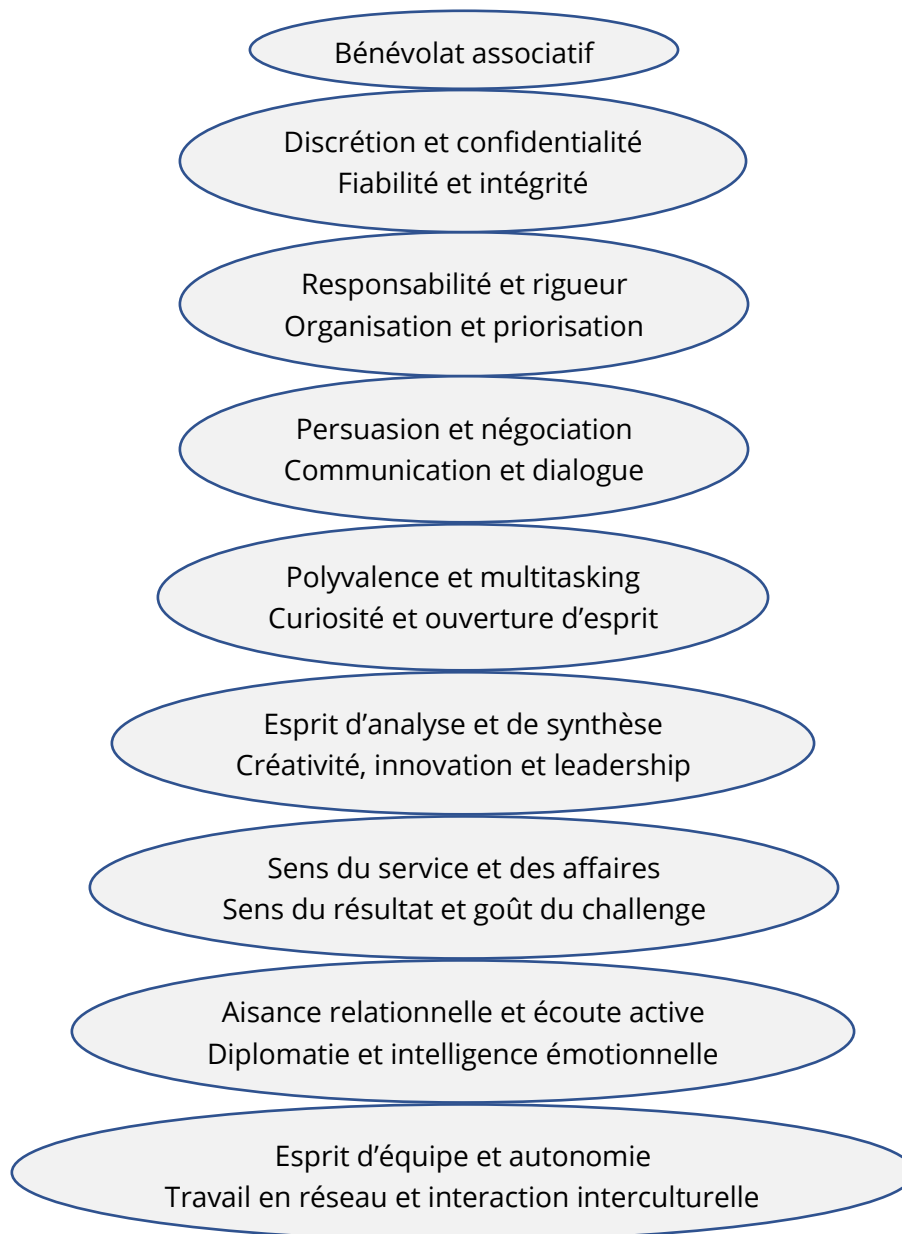 Bénévolat associatif
Discrétion et confidentialité
Fiabilité et intégrité
Responsabilité et rigueur
Organisation et priorisation
Persuasion et négociation
Communication et dialogue
Polyvalence et multitasking
Curiosité et ouverture d’esprit
Esprit d’analyse et de synthèse
Créativité, innovation et leadership
Sens du service et des affaires
Sens du résultat et goût du challenge
Aisance relationnelle et écoute active
Diplomatie et intelligence émotionnelle
Esprit d’équipe et autonomie
Travail en réseau et interaction interculturelle